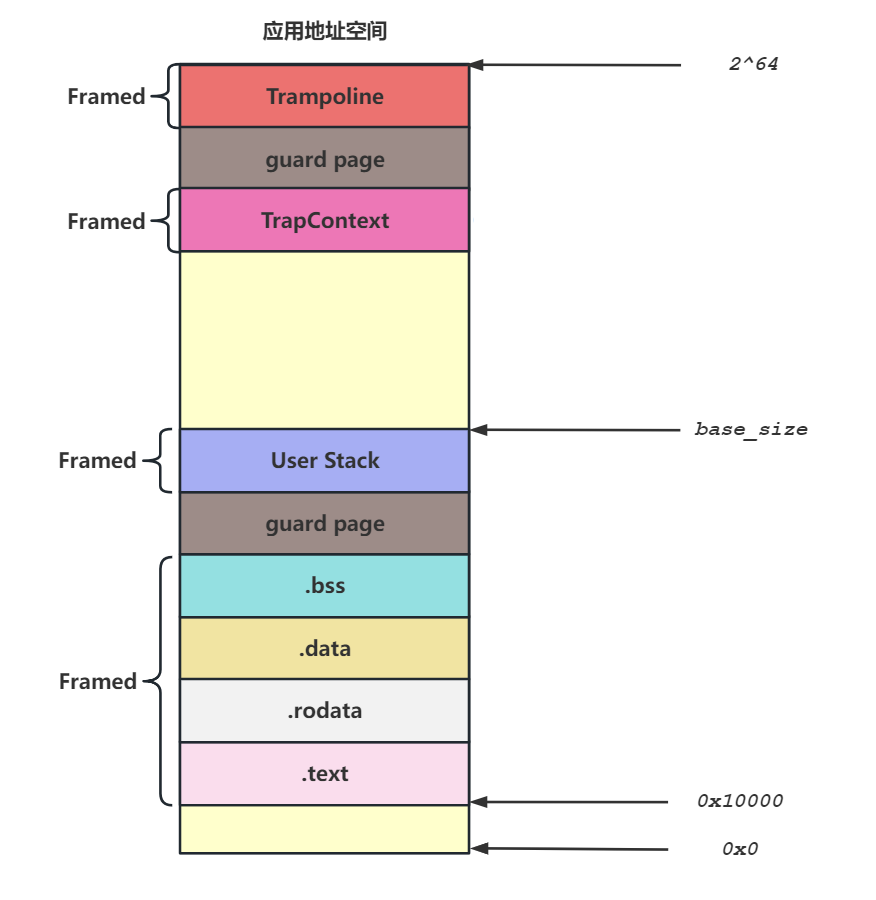 应用地址空间
2^64
Framed
Trampoline
guard page
Framed
TrapContext
base_size
Framed
User Stack
guard page
.bss
.data
Framed
.rodata
.text
0x10000
0x0